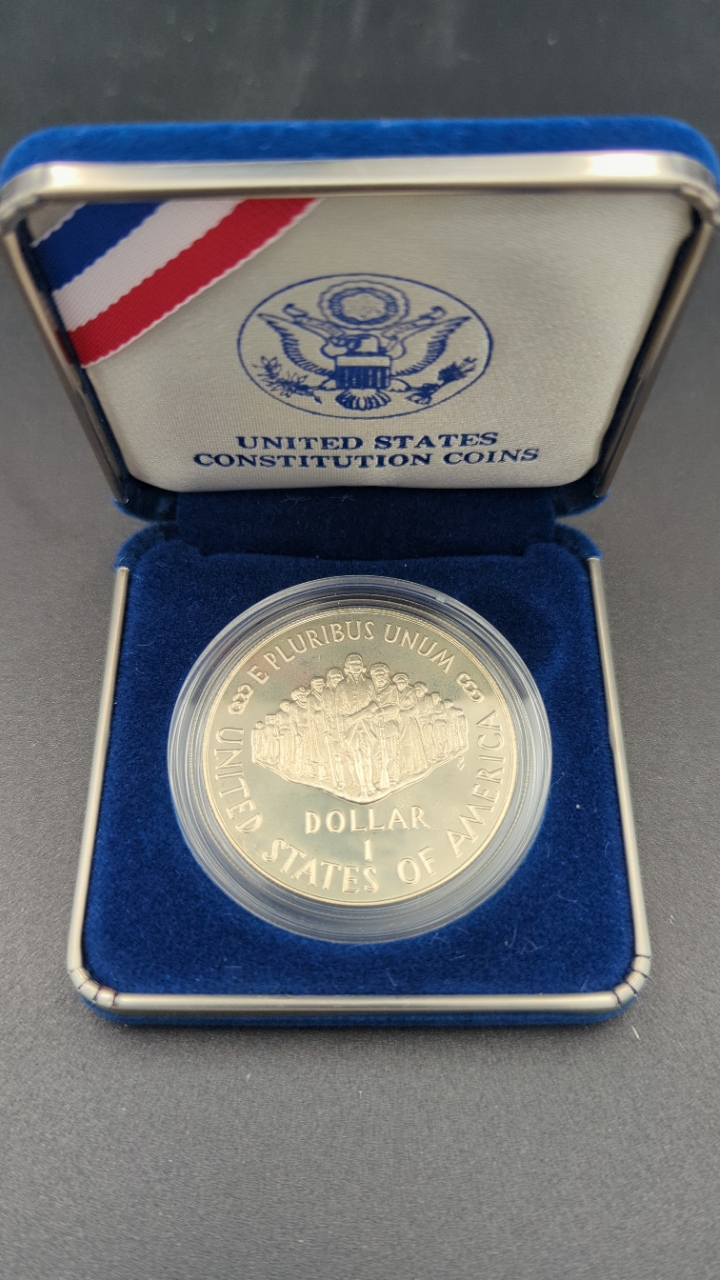 UNITED STATES
CONSTITUTION COINS
E PLURIBUS UNUM
DOLLAR
1
UNITED STATES OF AMERICA